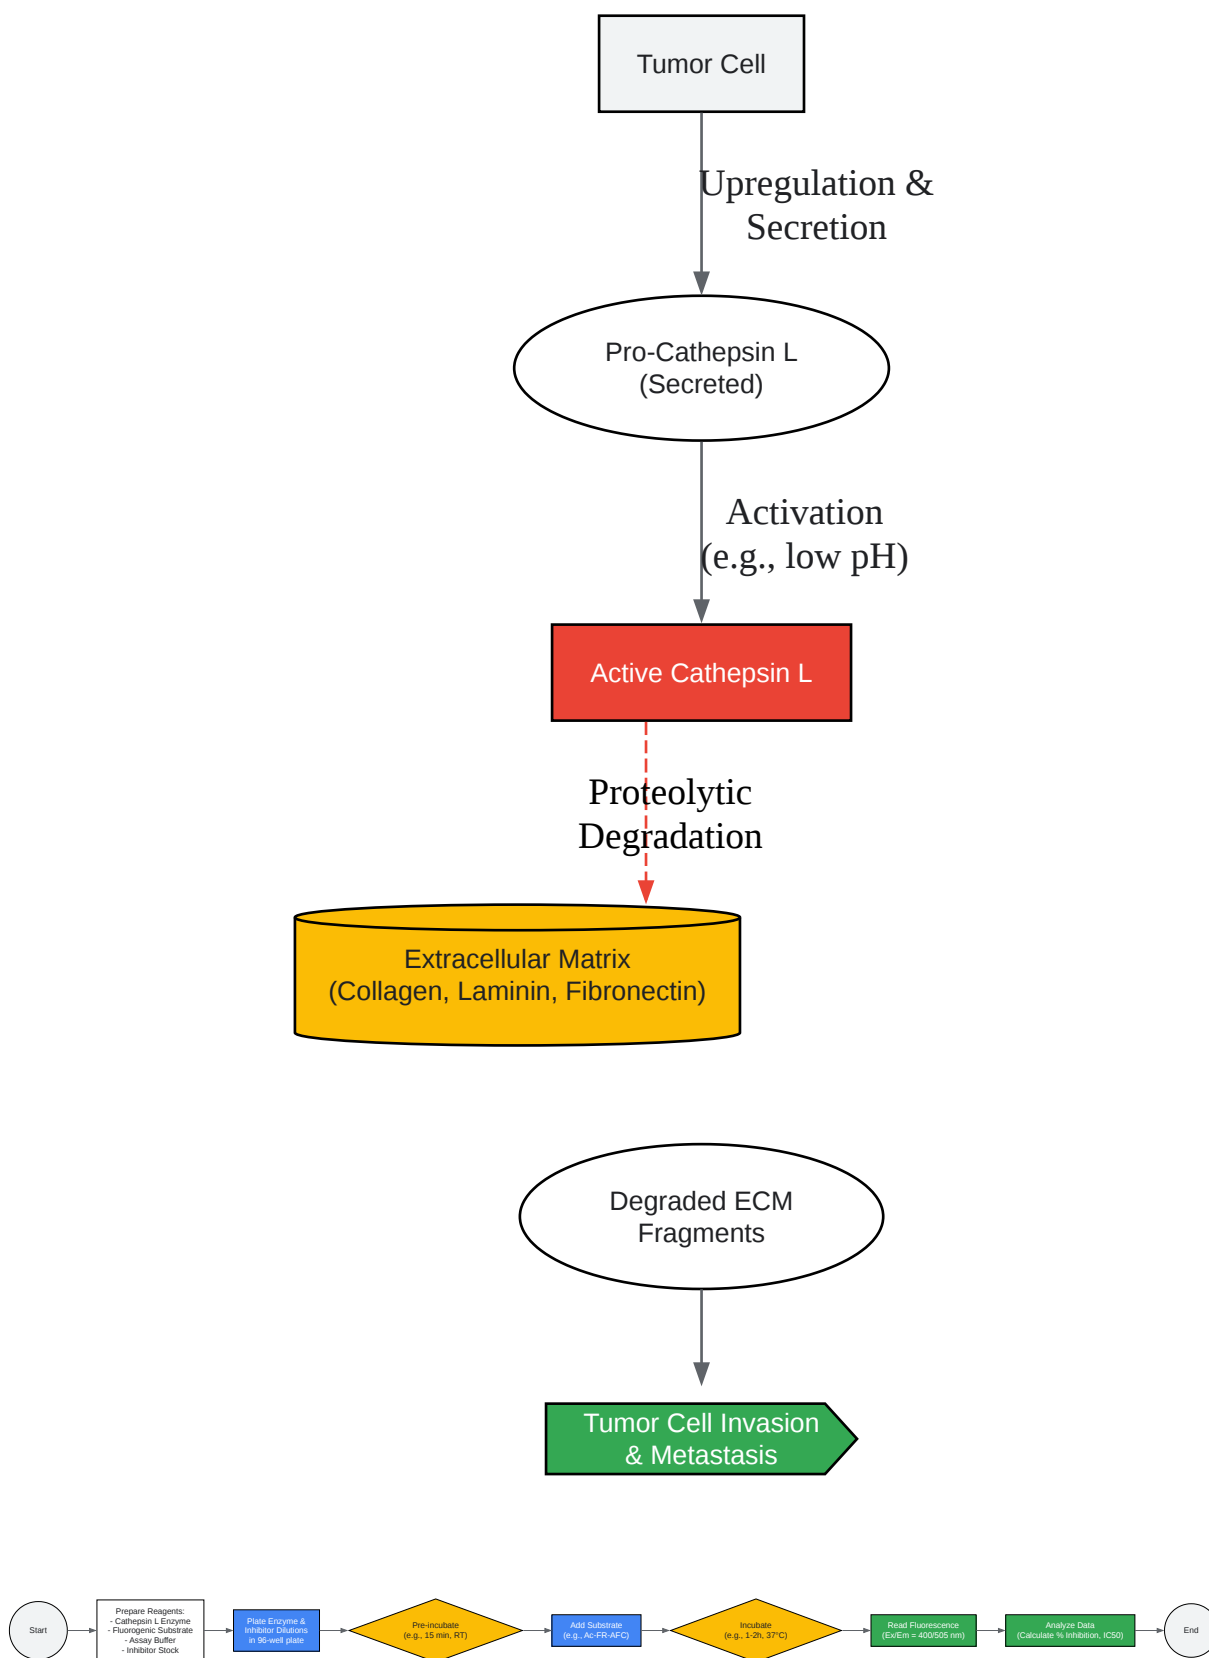 Tumor Cell
Upregulation &
Secretion
Pro-Cathepsin L
(Secreted)
Activation
(e.g., low pH)
Active Cathepsin L
Proteolytic
Degradation
Extracellular Matrix
(Collagen, Laminin, Fibronectin)
Degraded ECM
Fragments
Tumor Cell Invasion
& Metastasis
Start
Prepare Reagents:
- Cathepsin L Enzyme
- Fluorogenic Substrate
- Assay Buffer
- Inhibitor Stock
Plate Enzyme &
Inhibitor Dilutions
in 96-well plate
Pre-incubate
(e.g., 15 min, RT)
Add Substrate
(e.g., Ac-FR-AFC)
Incubate
(e.g., 1-2h, 37°C)
Read Fluorescence
(Ex/Em = 400/505 nm)
Analyze Data
(Calculate % Inhibition, IC50)
End